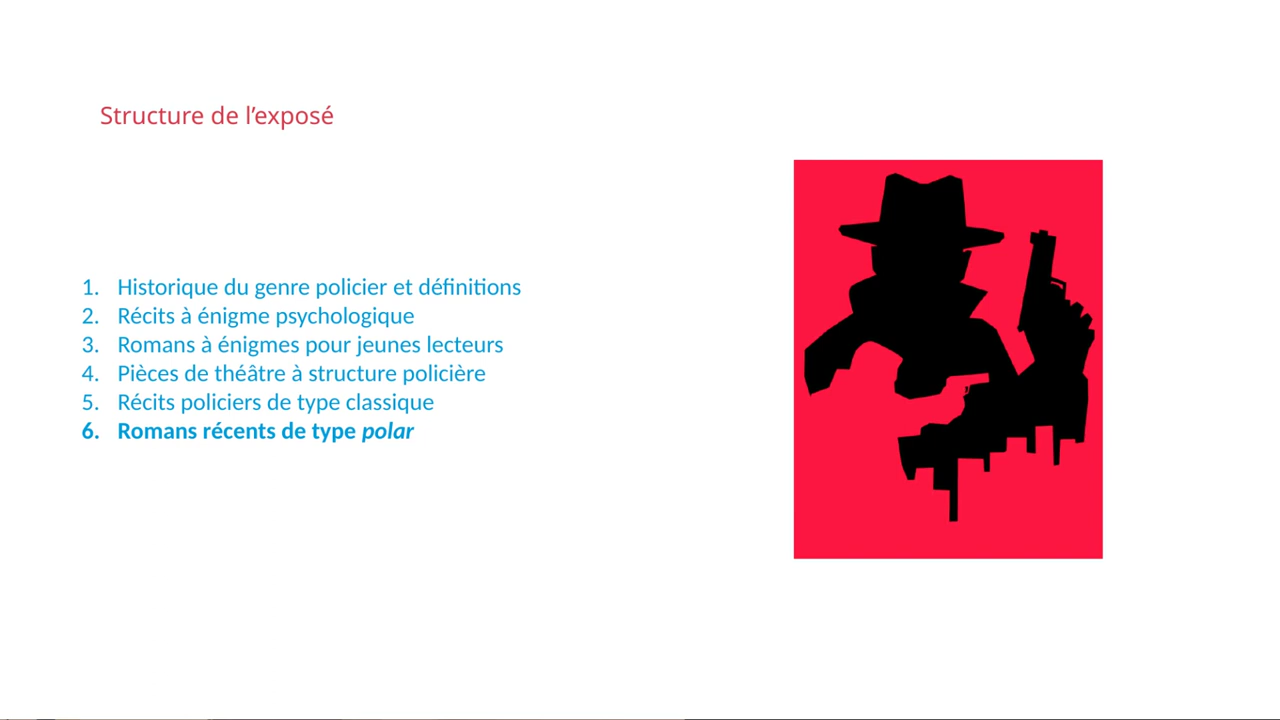 Structure de l’exposé
1. Historique du genre policier et définitions
2. Récits à énigme psychologique
3. Romans à énigmes pour jeunes lecteurs
4. Pièces de théâtre à structure policière
5. Récits policiers de type classique
6. Romans récents de type polar